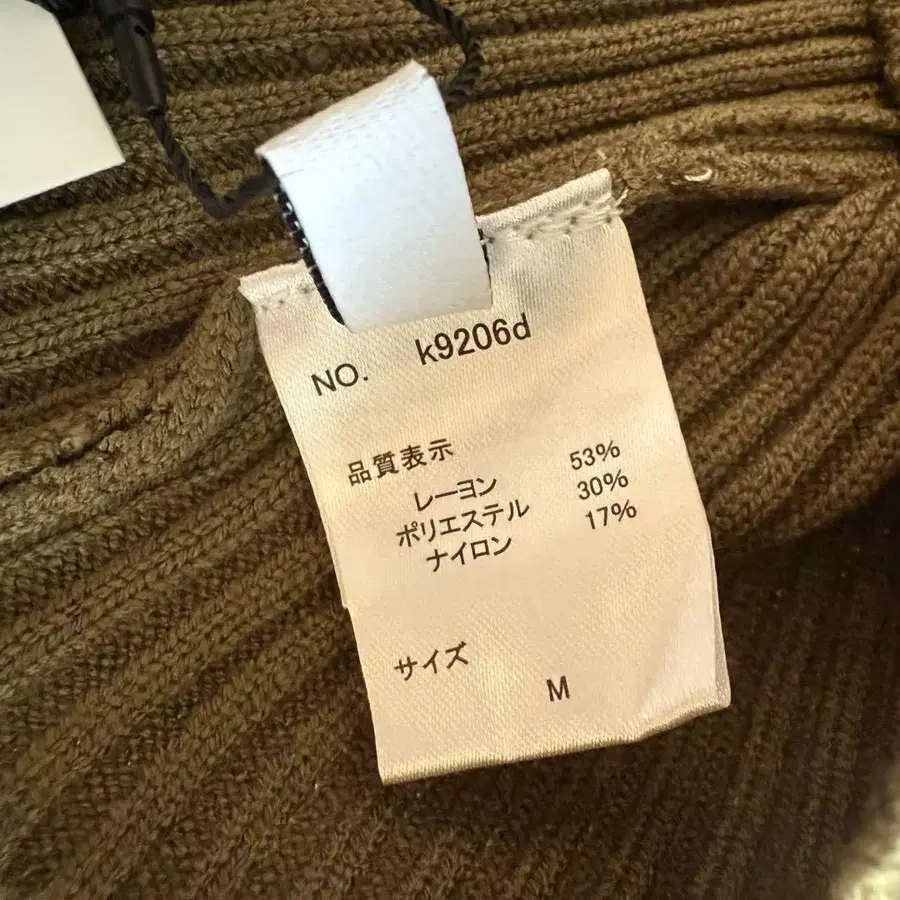 NO. k9206d
品質表示
レーヨン 53%
ポリエステル 30%
ナイロン 17%
サイズ
M